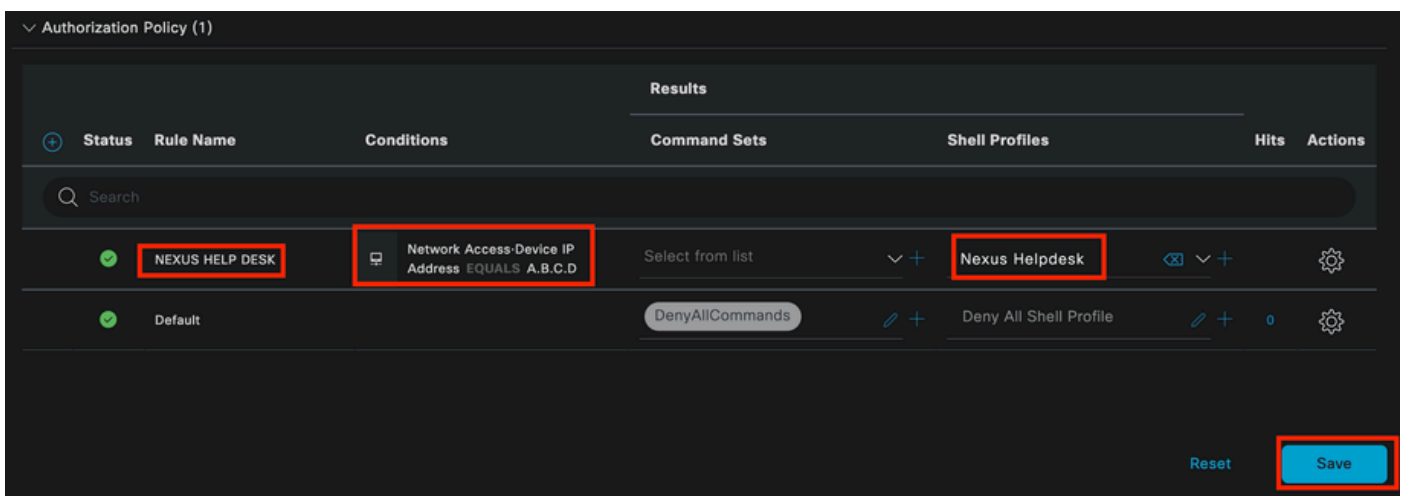 Authorization Policy (1)
Results
Status Rule Name Conditions Command Sets Shell Profiles Hits Actions
Search
NEXUS HELP DESK Network Access·Device IP Address EQUALS A.B.C.D Select from list Nexus Helpdesk
Default DenyAllCommands Deny All Shell Profile 0
Reset Save